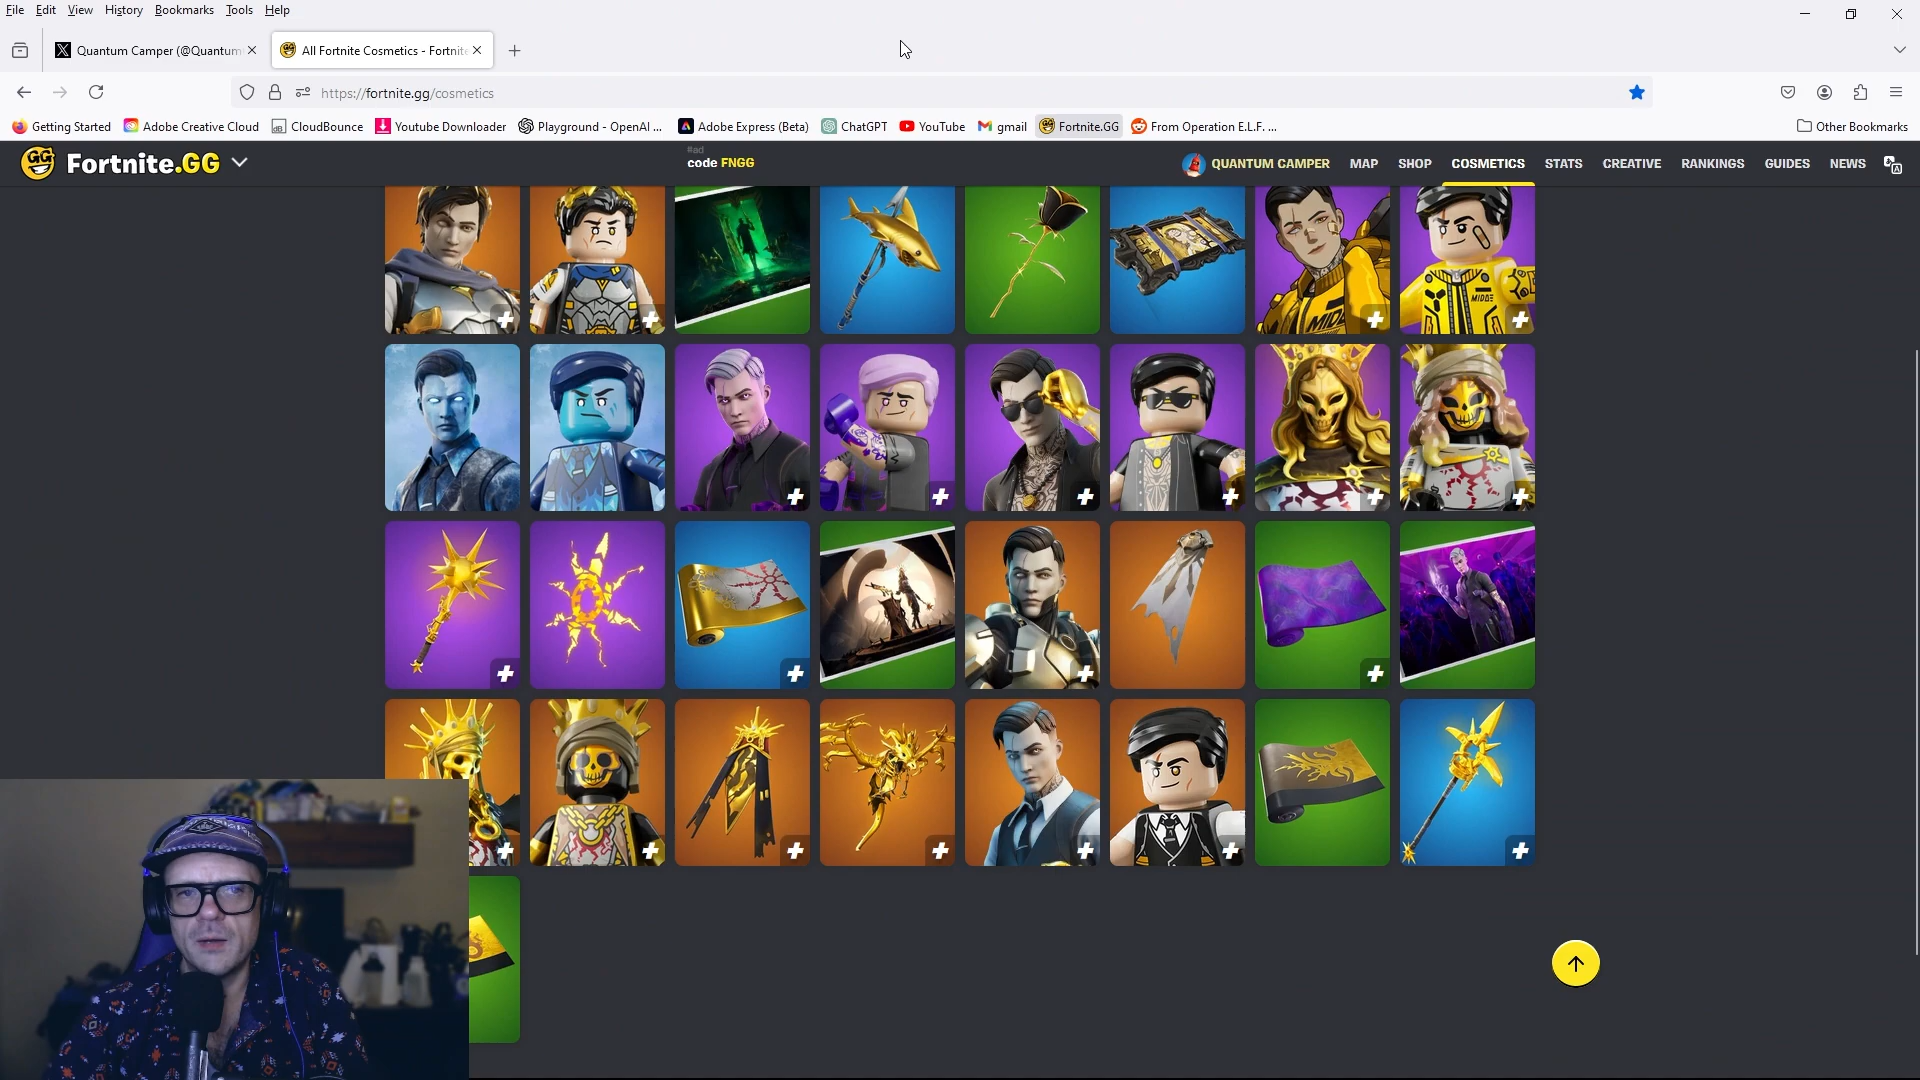 File Edit View History Bookmarks Tools Help
Quantum Camper (@Quantum
All Fortnite Cosmetics - Fortnite
https://fortnite.gg/cosmetics
Getting Started Adobe Creative Cloud CloudBounce Youtube Downloader Playground - OpenAI ... Adobe Express (Beta) ChatGPT YouTube gmail Fortnite.GG From Operation E.L.F. ... Other Bookmarks
Fortnite.GG
#ad
code FNGG
QUANTUM CAMPER MAP SHOP COSMETICS STATS CREATIVE RANKINGS GUIDES NEWS